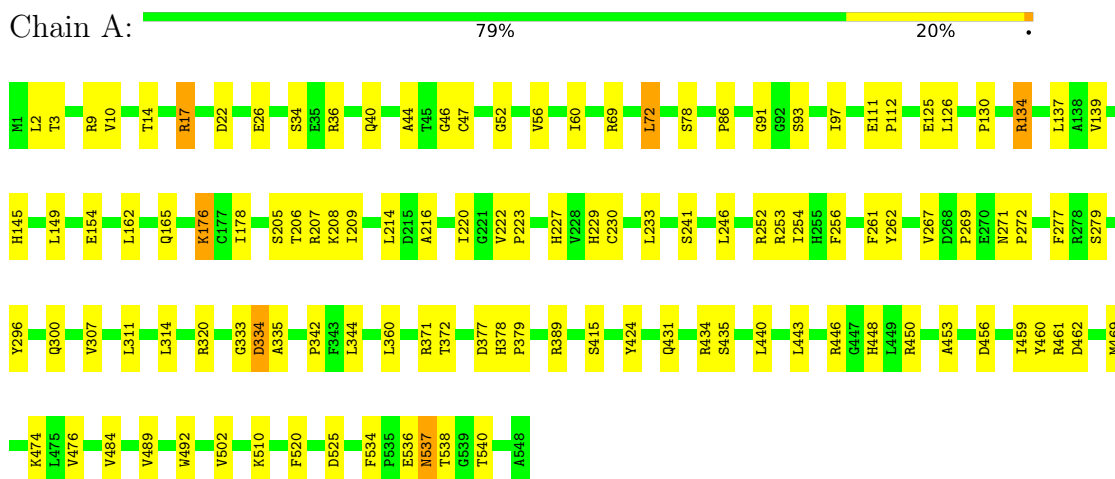 Chain A:
79% 20% •
M1 L2 T3 R9 V10 T14 R17 D22 E26 S34 E35 R36 Q40 A44 T45 G46 C47 G52 V56 I60 R69 L72 S78 P86 G91 G92 S93 I97 E111 P112 E125 L126 P130 R134 L137 A138 V139
H145 L149 E154 L162 Q165 K176 C177 I178 S205 T206 R207 K208 I209 L214 D215 A216 I220 G221 V222 P223 H227 V228 H229 C230 L233 S241 L246 R252 R253 I254 H255 F256 F261 Y262 V267 D268 P269 E270 N271 P272 F277 R278 S279
Y296 Q300 V307 L311 L314 R320 G333 D334 A335 P342 F343 L344 L360 R371 T372 D377 H378 P379 R389 S415 Y424 Q431 R434 S435 L440 L443 R446 G447 H448 L449 R450 A453 D456 I459 Y460 R461 D462 M469
K474 L475 V476 V484 V489 W492 V502 K510 F520 D525 F534 P535 E536 N537 T538 G539 T540 A548